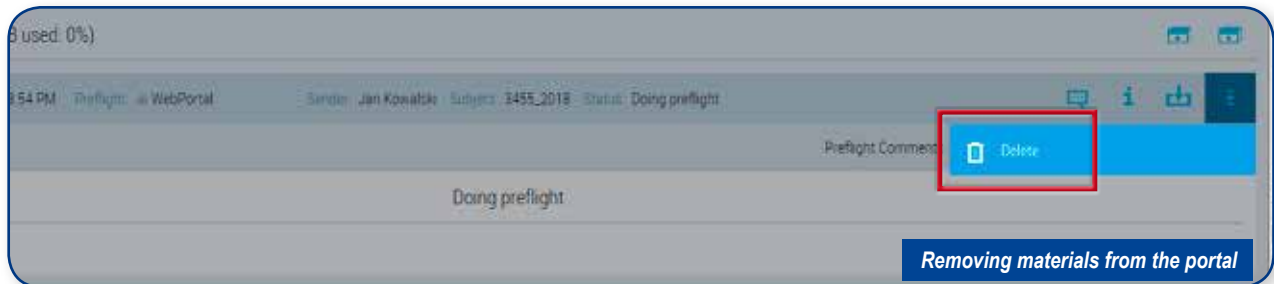 used: 0%)
:54 PM Preflight: WebPortal Sender: Jan Kowalski Subject: 3455_2018 Status: Doing preflight
Preflight Comment
Delete
Doing preflight
Removing materials from the portal